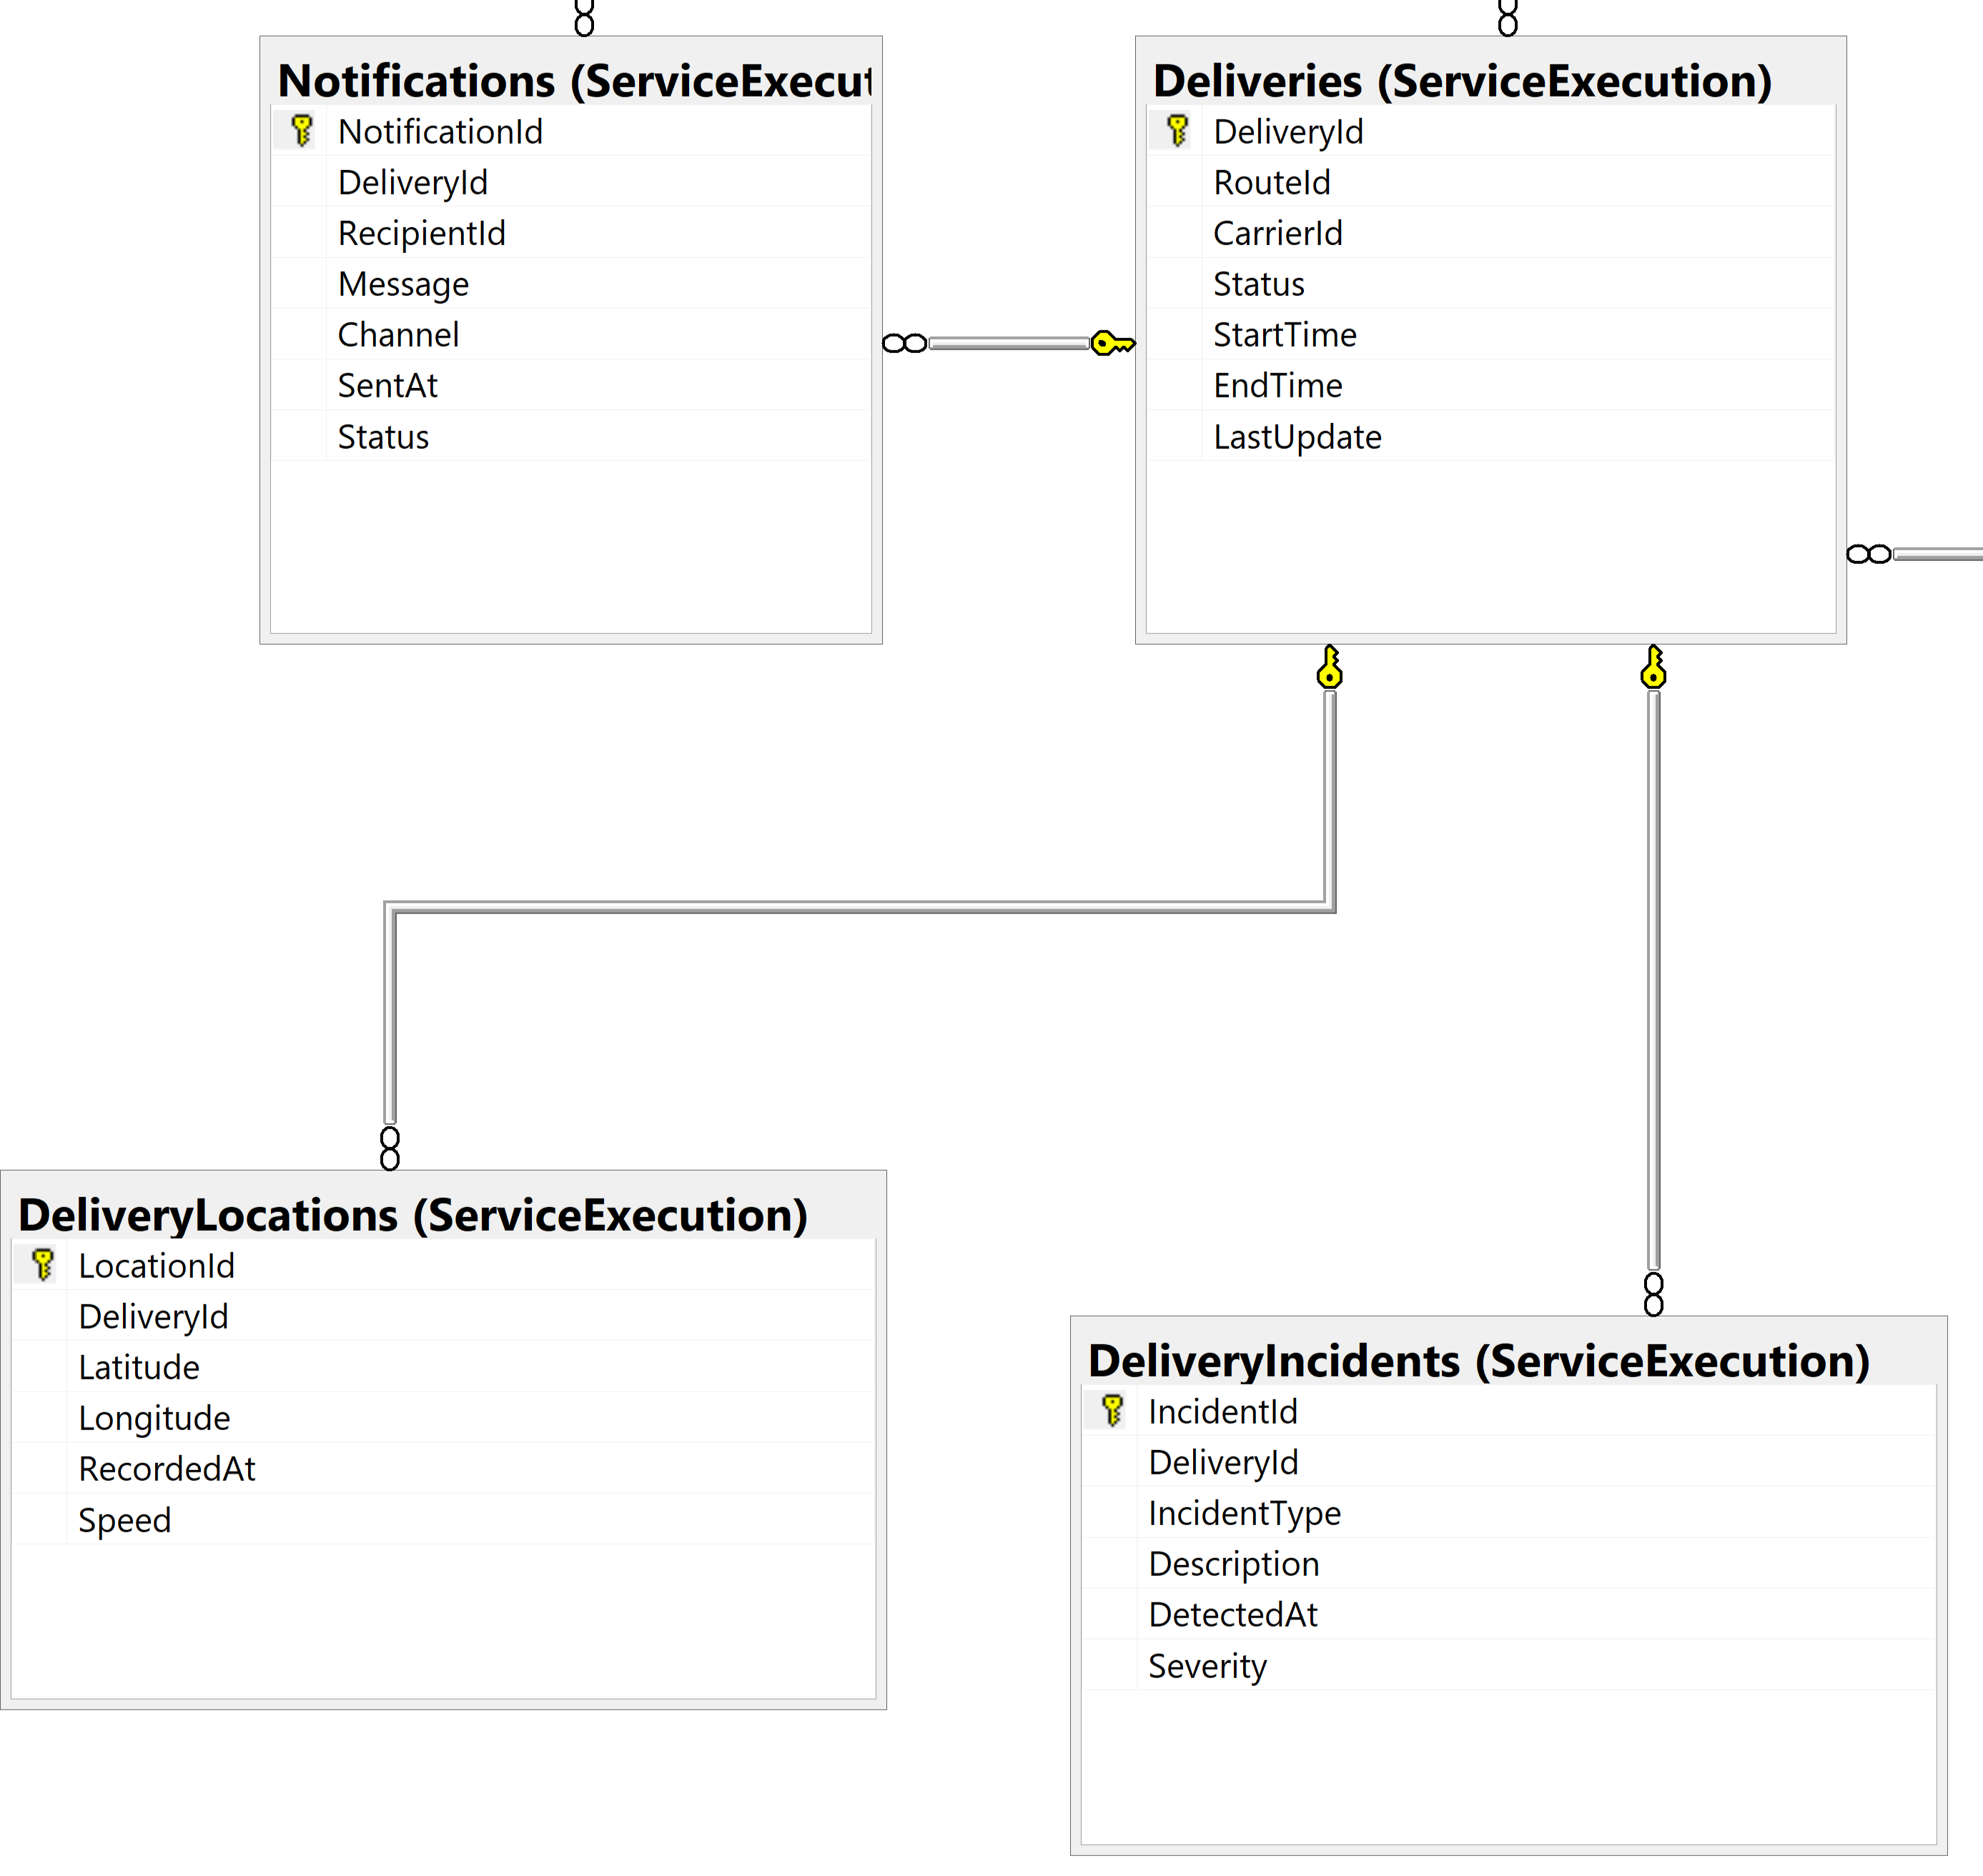 Notifications (ServiceExecut
NotificationId
DeliveryId
RecipientId
Message
Channel
SentAt
Status
Deliveries (ServiceExecution)
DeliveryId
RouteId
CarrierId
Status
StartTime
EndTime
LastUpdate
DeliveryLocations (ServiceExecution)
LocationId
DeliveryId
Latitude
Longitude
RecordedAt
Speed
DeliveryIncidents (ServiceExecution)
IncidentId
DeliveryId
IncidentType
Description
DetectedAt
Severity